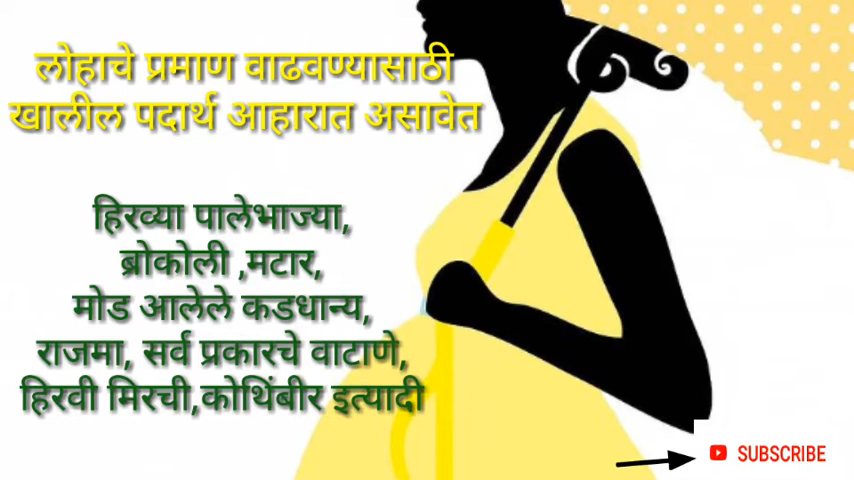 लोहाचे प्रमाण वाढवण्यासाठी
खालील पदार्थ आहारात असावेत
हिरव्या पालेभाज्या,
ब्रोकोली ,मटार,
मोड आलेले कडधान्य,
राजमा, सर्व प्रकारचे वाटाणे,
हिरवी मिरची,कोथिंबीर इत्यादी
SUBSCRIBE